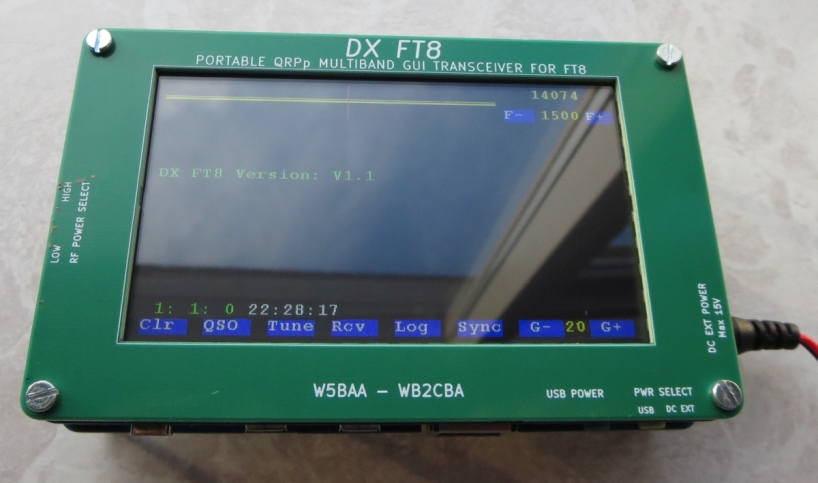 DX FT8
PORTABLE QRPp MULTIBAND GUI TRANSCEIVER FOR FT8
14074
F- 1500 F+
DX FT8 Version: V1.1
LOW HIGH
RF POWER SELECT
1: 1: 0 22:28:17
Clr QSO Tune Rcv Log Sync G- 20 G+
DC EXT POWER
Max 15V
W5BAA - WB2CBA
USB POWER
PWR SELECT
USB DC EXT